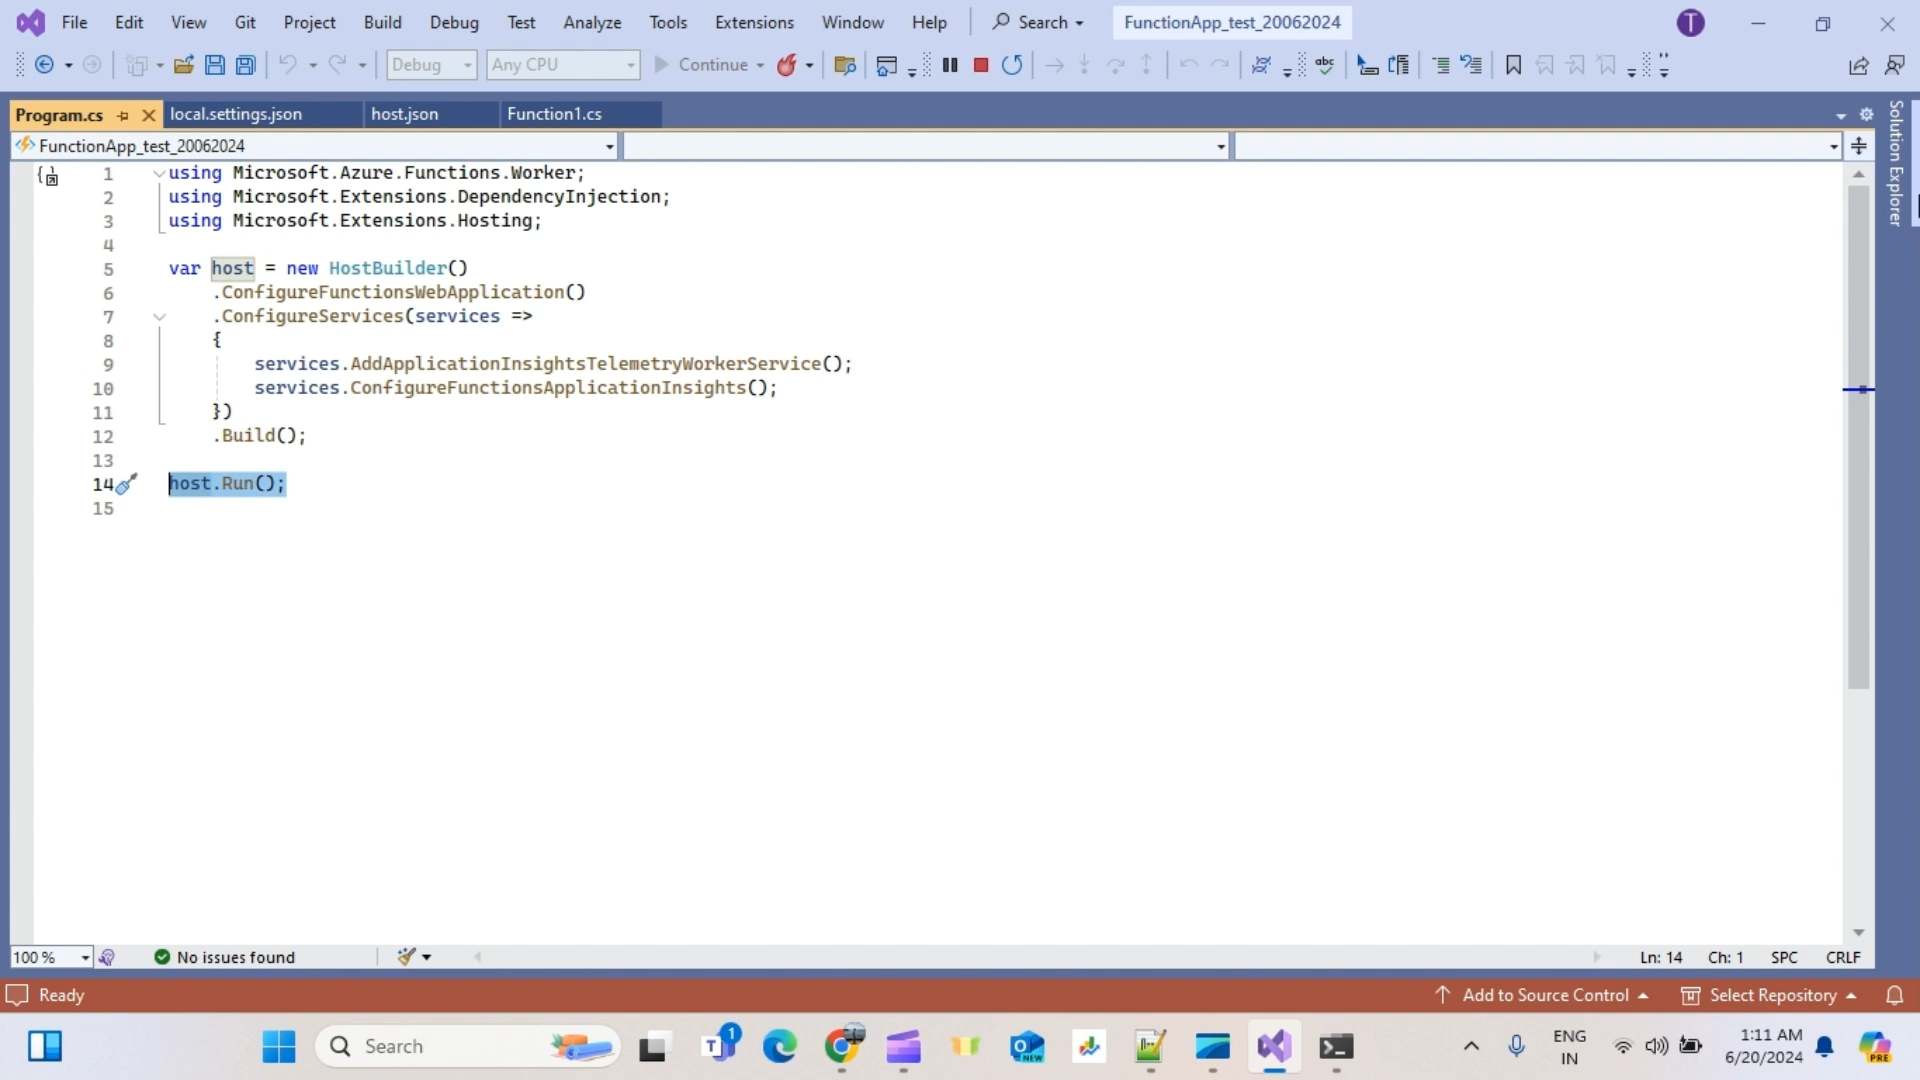 File Edit View Git Project Build Debug Test Analyze Tools Extensions Window Help Search FunctionApp_test_20062024 T
Debug Any CPU Continue abc
Program.cs local.settings.json host.json Function1.cs
Solution Explorer
FunctionApp_test_20062024
1 using Microsoft.Azure.Functions.Worker;
2 using Microsoft.Extensions.DependencyInjection;
3 using Microsoft.Extensions.Hosting;
4
5 var host = new HostBuilder()
6 .ConfigureFunctionsWebApplication()
7 .ConfigureServices(services =>
8 {
9 services.AddApplicationInsightsTelemetryWorkerService();
10 services.ConfigureFunctionsApplicationInsights();
11 })
12 .Build();
13
14 host.Run();
15
100 % No issues found Ln: 14 Ch: 1 SPC CRLF
Ready Add to Source Control Select Repository
Search 1 T NEW ENG 1:11 AM
IN 6/20/2024 PRE